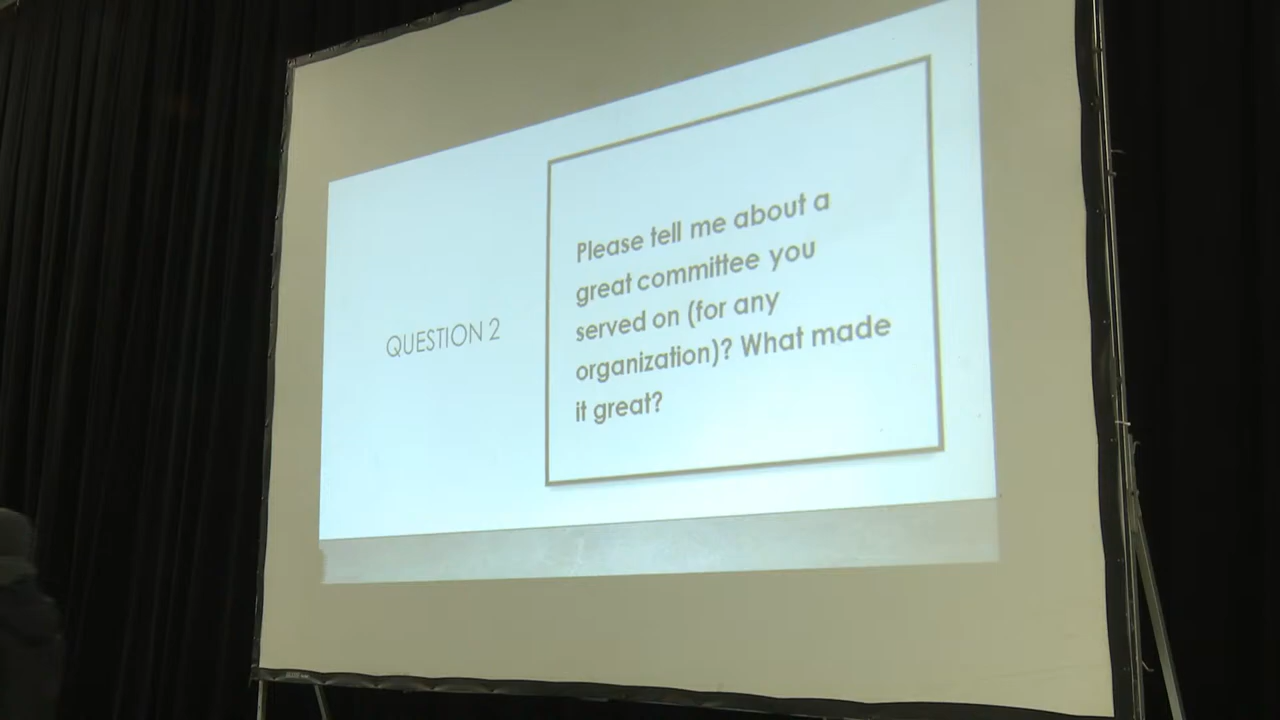 QUESTION 2
Please tell me about a
great committee you
served on (for any
organization)? What made
it great?